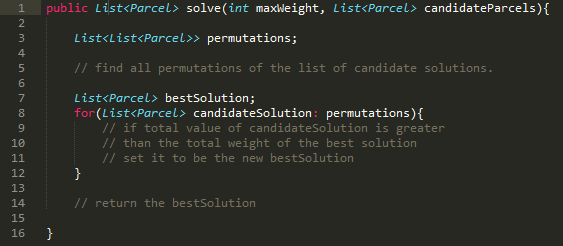 1 public List<Parcel> solve(int maxWeight, List<Parcel> candidateParcels){
2
3 List<List<Parcel>> permutations;
4
5 // find all permutations of the list of candidate solutions.
6
7 List<Parcel> bestSolution;
8 for(List<Parcel> candidateSolution: permutations){
9 // if total value of candidateSolution is greater
10 // than the total weight of the best solution
11 // set it to be the new bestSolution
12 }
13
14 // return the bestSolution
15
16 }